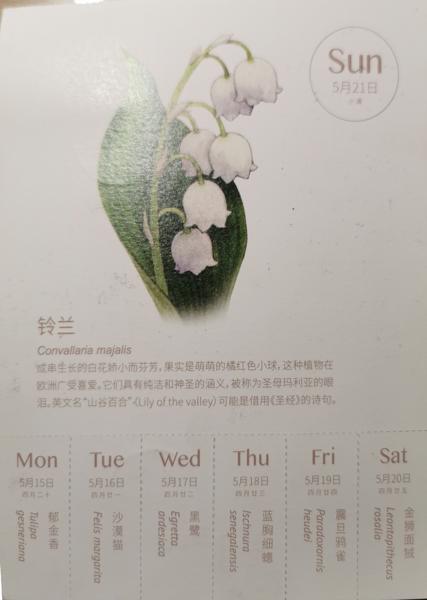 Sun
5月21日
小满
铃兰
Convallaria majalis
成串生长的白花娇小而芬芳,果实是萌萌的橘红色小球,这种植物在
欧洲广受喜爱。它们具有纯洁和神圣的涵义,被称为圣母玛利亚的眼
泪。英文名“山谷百合”(Lily of the valley)可能是借用《圣经》的诗句。
Mon
5月15日
四月二十
郁金香
Tulipa
gesneriana
Tue
5月16日
四月廿一
沙漠猫
Felis margarita
Wed
5月17日
四月廿二
黑鹭
Egretta
ardesiaca
Thu
5月18日
四月廿三
蓝胸细蟌
Ischnura
senegalensis
Fri
5月19日
四月廿四
震旦鸦雀
Paradoxornis
heudei
Sat
5月20日
四月廿五
金狮面狨
Leontopithecus
rosalia